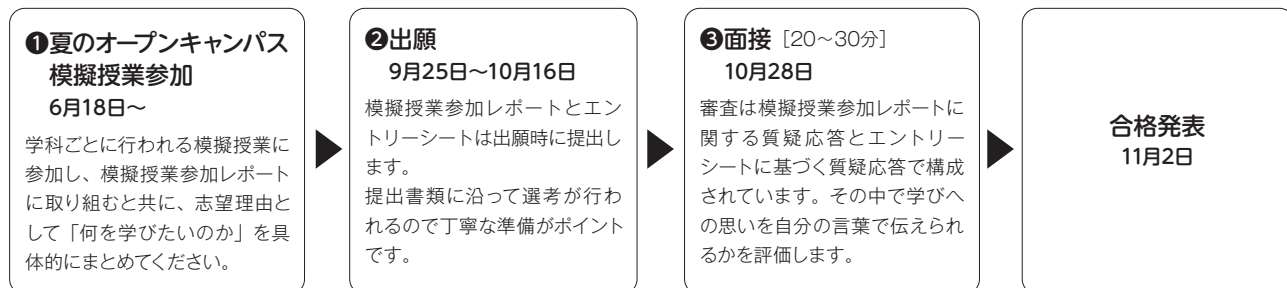 ❶夏のオープンキャンパス
模擬授業参加
6月18日～
学科ごとに行われる模擬授業に
参加し、模擬授業参加レポート
に取り組むと共に、志望理由と
して「何を学びたいのか」を具
体的にまとめてください。
❷出願
9月25日～10月16日
模擬授業参加レポートとエン
トリーシートは出願時に提出し
ます。
提出書類に沿って選考が行わ
れるので丁寧な準備がポイント
です。
❸面接［20～30分］
10月28日
審査は模擬授業参加レポートに
関する質疑応答とエントリー
シートに基づく質疑応答で構成
されています。その中で学びへ
の思いを自分の言葉で伝えられ
るかを評価します。
合格発表
11月2日